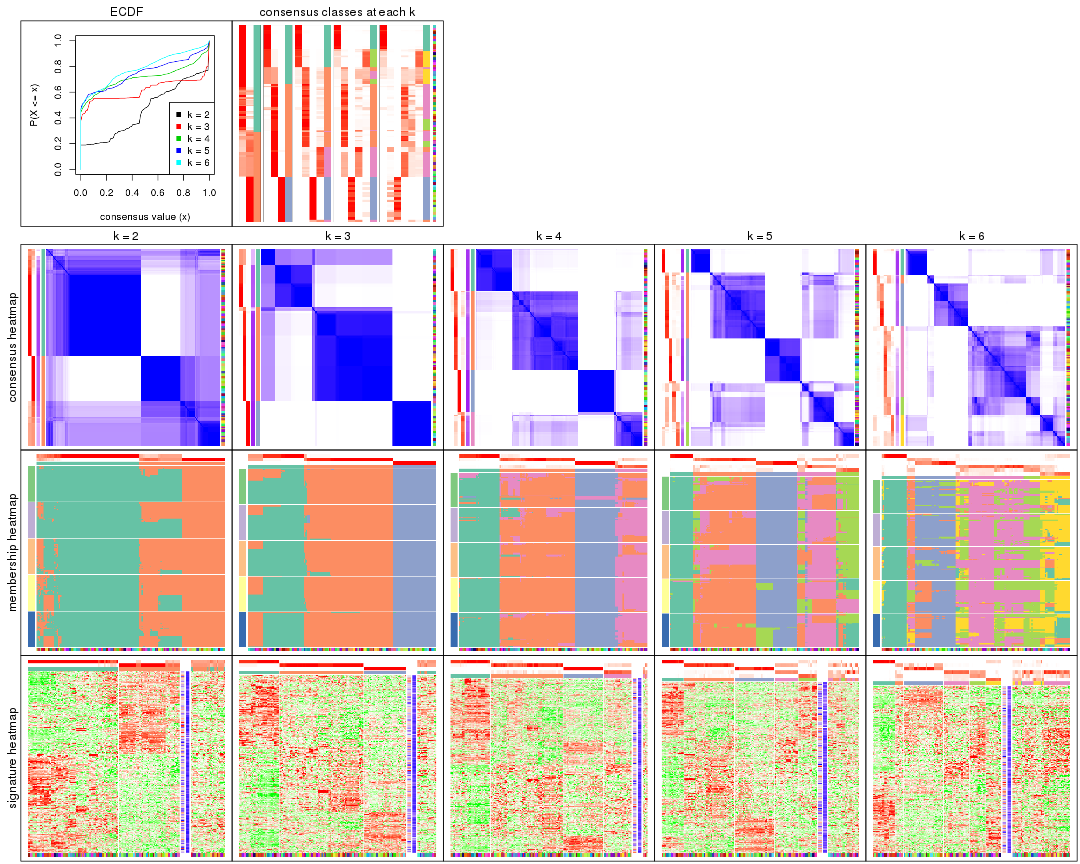 ECDF
consensus classes at each k
P(X <= x)
0.0
0.2
0.4
0.6
0.8
1.0
k = 2
k = 3
k = 4
k = 5
k = 6
0.0 0.2 0.4 0.6 0.8 1.0
consensus value (x)
k = 2
k = 3
k = 4
k = 5
k = 6
consensus heatmap
membership heatmap
signature heatmap